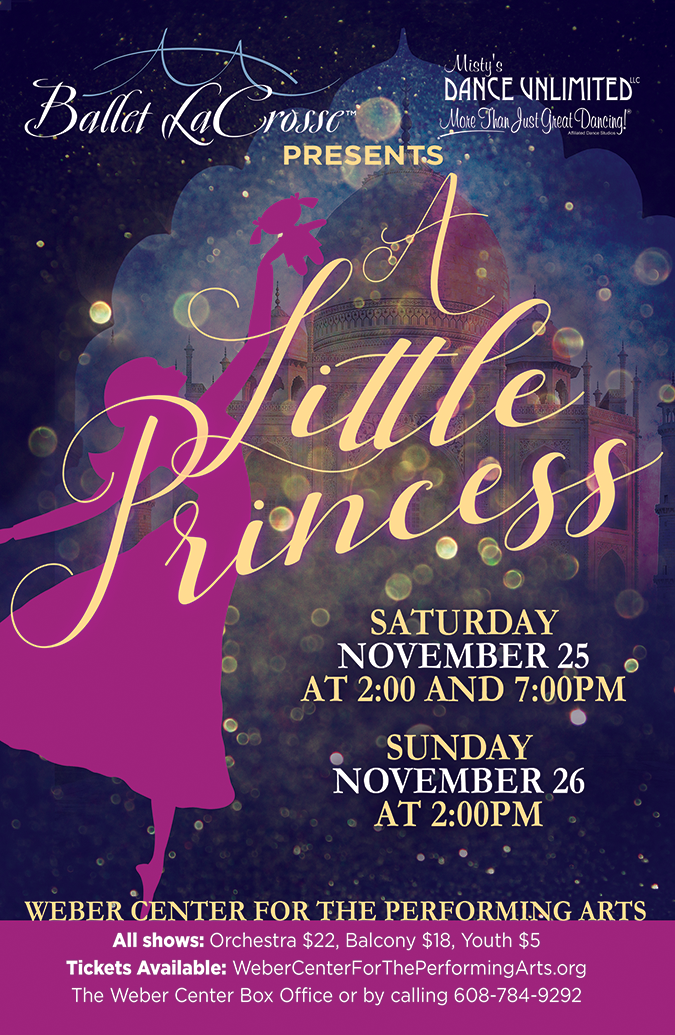 Ballet LaCrosse™
Misty's
DANCE UNLIMITED LLC
More Than Just Great Dancing!®
Affiliated Dance Studios
PRESENTS
A
Little
Princess
SATURDAY
NOVEMBER 25
AT 2:00 AND 7:00PM
SUNDAY
NOVEMBER 26
AT 2:00PM
WEBER CENTER FOR THE PERFORMING ARTS
All shows: Orchestra $22, Balcony $18, Youth $5
Tickets Available: WeberCenterForThePerformingArts.org
The Weber Center Box Office or by calling 608-784-9292